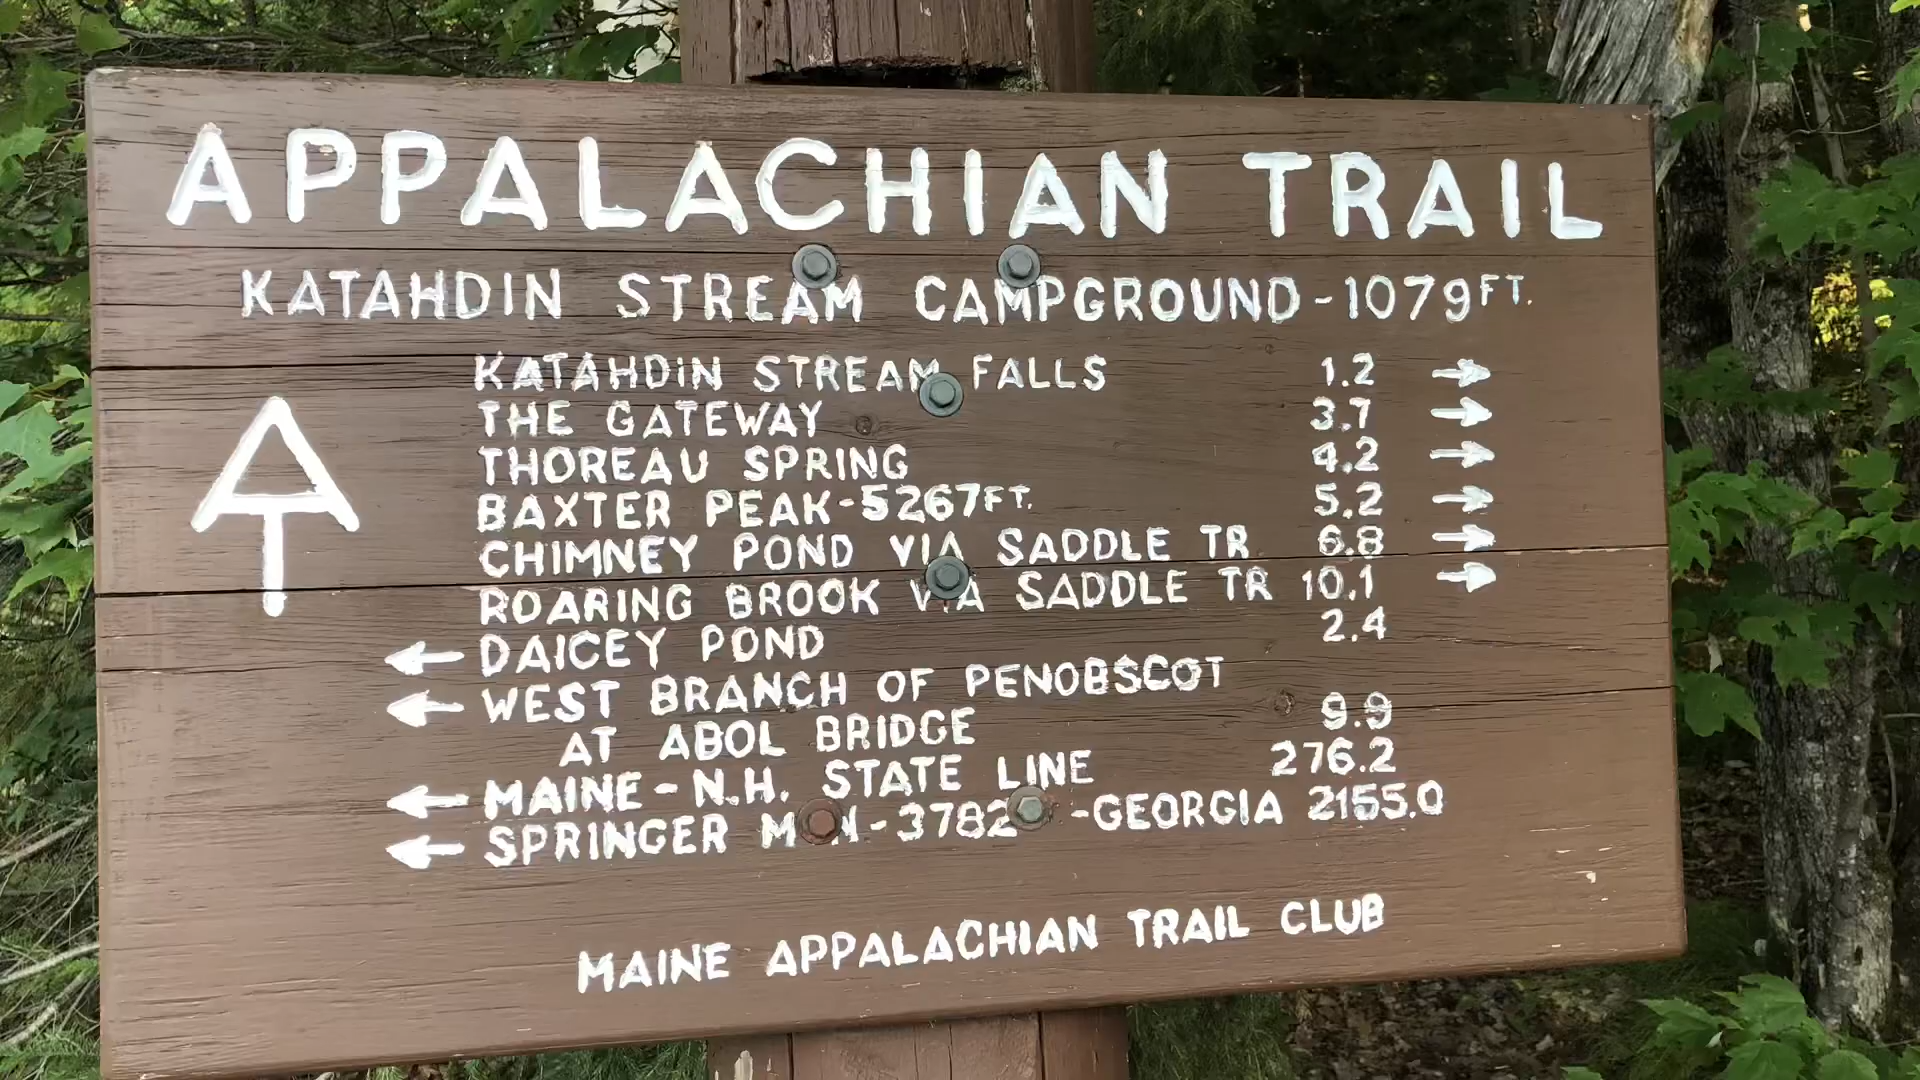 APPALACHIAN TRAIL
KATAHDIN STREAM CAMPGROUND-1079FT.
KATAHDIN STREAM FALLS 1.2
THE GATEWAY 3.7
THOREAU SPRING 4.2
BAXTER PEAK-5267FT. 5.2
CHIMNEY POND VIA SADDLE TR 6.8
ROARING BROOK VIA SADDLE TR 10.1
DAICEY POND 2.4
WEST BRANCH OF PENOBSCOT
AT ABOL BRIDGE 9.9
MAINE-N.H. STATE LINE 276.2
SPRINGER -3782 -GEORGIA 2155.0
MAINE APPALACHIAN TRAIL CLUB